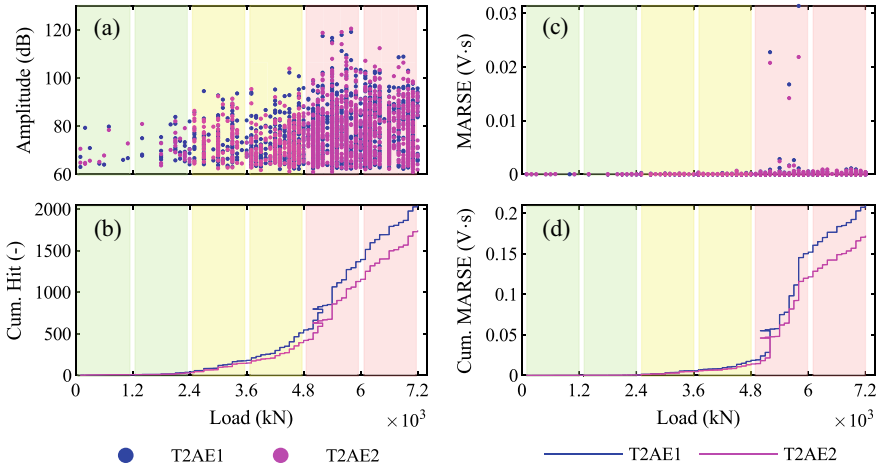 (a)
Amplitude (dB)
120
100
80
60
(c)
MARSE (V·s)
0.03
0.02
0.01
0
(b)
Cum. Hit (-)
2000
1500
1000
500
0
0 1.2 2.4 3.6 4.8 6 7.2
Load (kN) × 10³
(d)
Cum. MARSE (V·s)
0.2
0.15
0.1
0.05
0
0 1.2 2.4 3.6 4.8 6 7.2
Load (kN) × 10³
T2AE1 T2AE2 T2AE1 T2AE2